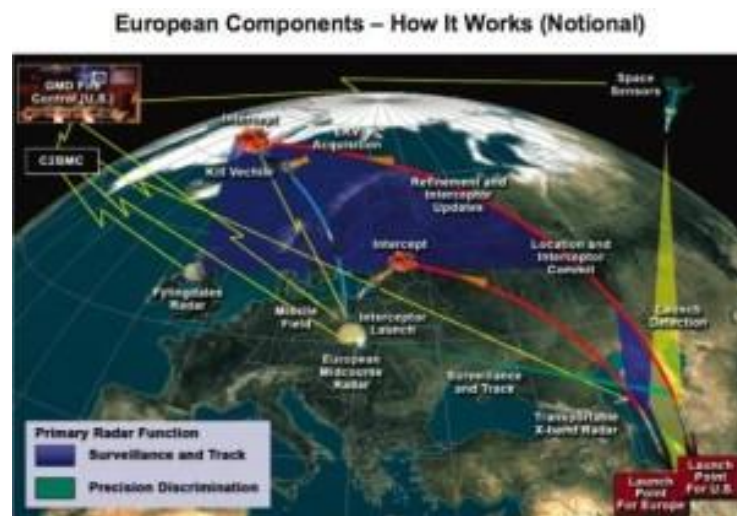 European Components – How It Works (Notional)
GMD Fire
Control (U.S.)
Space
Sensors
Intercept
EKV
Acquisition
C2BMC
Kill Vechile
Refinement and
Interceptor
Updates
Intercept
Location and
Interceptor
Commit
Fylingdales
Radar
Missile
Field
Interceptor
Launch
Launch
Detection
European
Midcourse
Radar
Surveillance
and Track
Transportable
X-band Radar
Primary Radar Function
Surveillance and Track
Precision Discrimination
Launch
Point
For Europe
Launch
Point
For U.S.